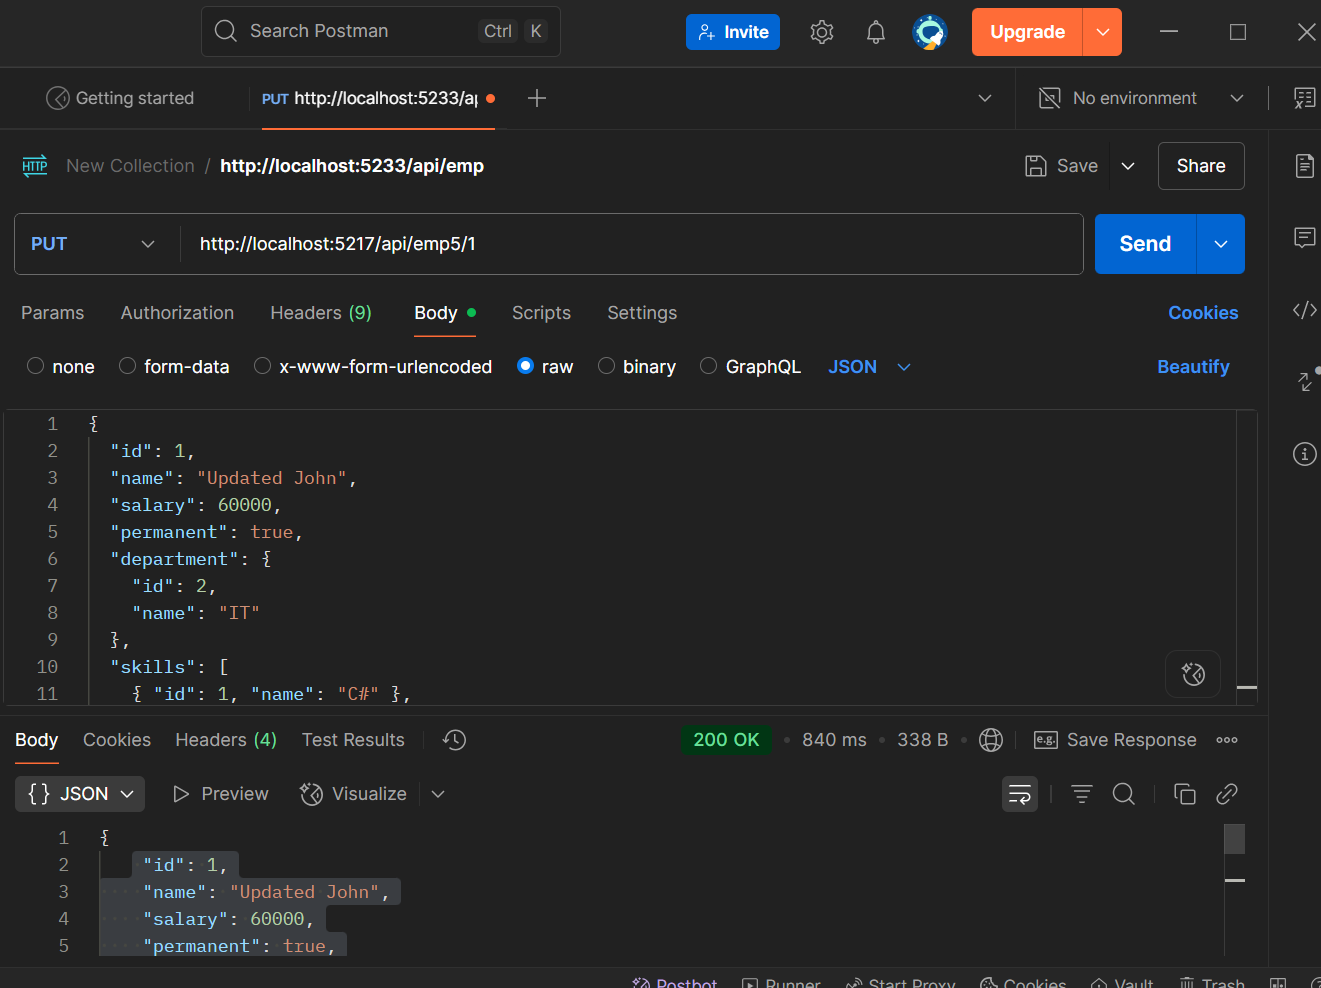 Search Postman Ctrl K Invite Upgrade
Getting started PUT http://localhost:5233/ap No environment
HTTP New Collection / http://localhost:5233/api/emp Save Share
PUT http://localhost:5217/api/emp5/1 Send
Params Authorization Headers (9) Body Scripts Settings Cookies
none form-data x-www-form-urlencoded raw binary GraphQL JSON Beautify
1 {
2 "id": 1,
3 "name": "Updated John",
4 "salary": 60000,
5 "permanent": true,
6 "department": {
7 "id": 2,
8 "name": "IT"
9 },
10 "skills": [
11 { "id": 1, "name": "C#" },
Body Cookies Headers (4) Test Results 200 OK • 840 ms • 338 B • e.g. Save Response
{} JSON Preview Visualize
1 {
2 "id": 1,
3 "name": "Updated John",
4 "salary": 60000,
5 "permanent": true,
Postbot Runner Start Proxy Cookies Vault Trash